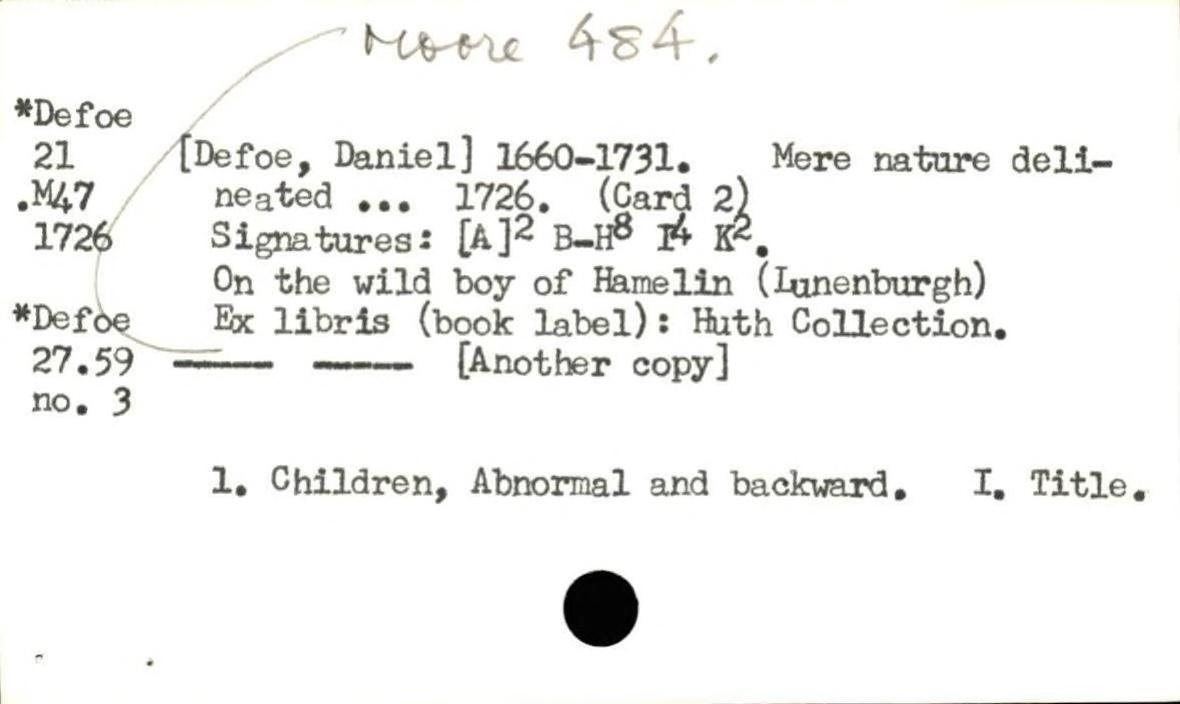 Moore 484.
*Defoe
21 [Defoe, Daniel] 1660-1731. Mere nature deli-
.M47 neated ... 1726. (Card 2)
1726 Signatures: [A]² B-H⁸ I⁴ K².
On the wild boy of Hamelin (Lunenburgh)
*Defoe Ex libris (book label): Huth Collection.
27.59 ——— ——— [Another copy]
no. 3
1. Children, Abnormal and backward. I. Title.